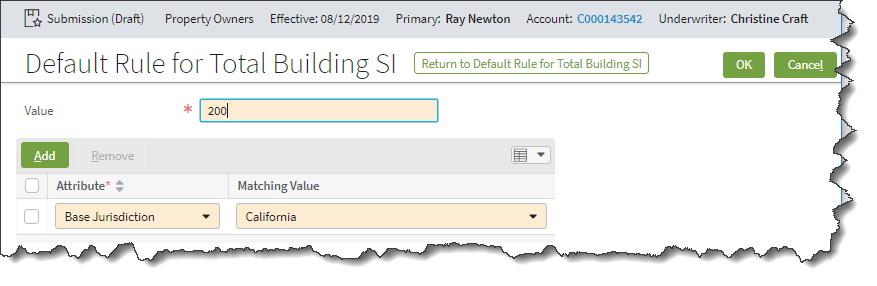 Submission (Draft) Property Owners Effective: 08/12/2019 Primary: Ray Newton Account: C000143542 Underwriter: Christine Craft
Default Rule for Total Building SI Return to Default Rule for Total Building SI OK Cancel
Value * 200
Add Remove
Attribute* Matching Value
Base Jurisdiction California